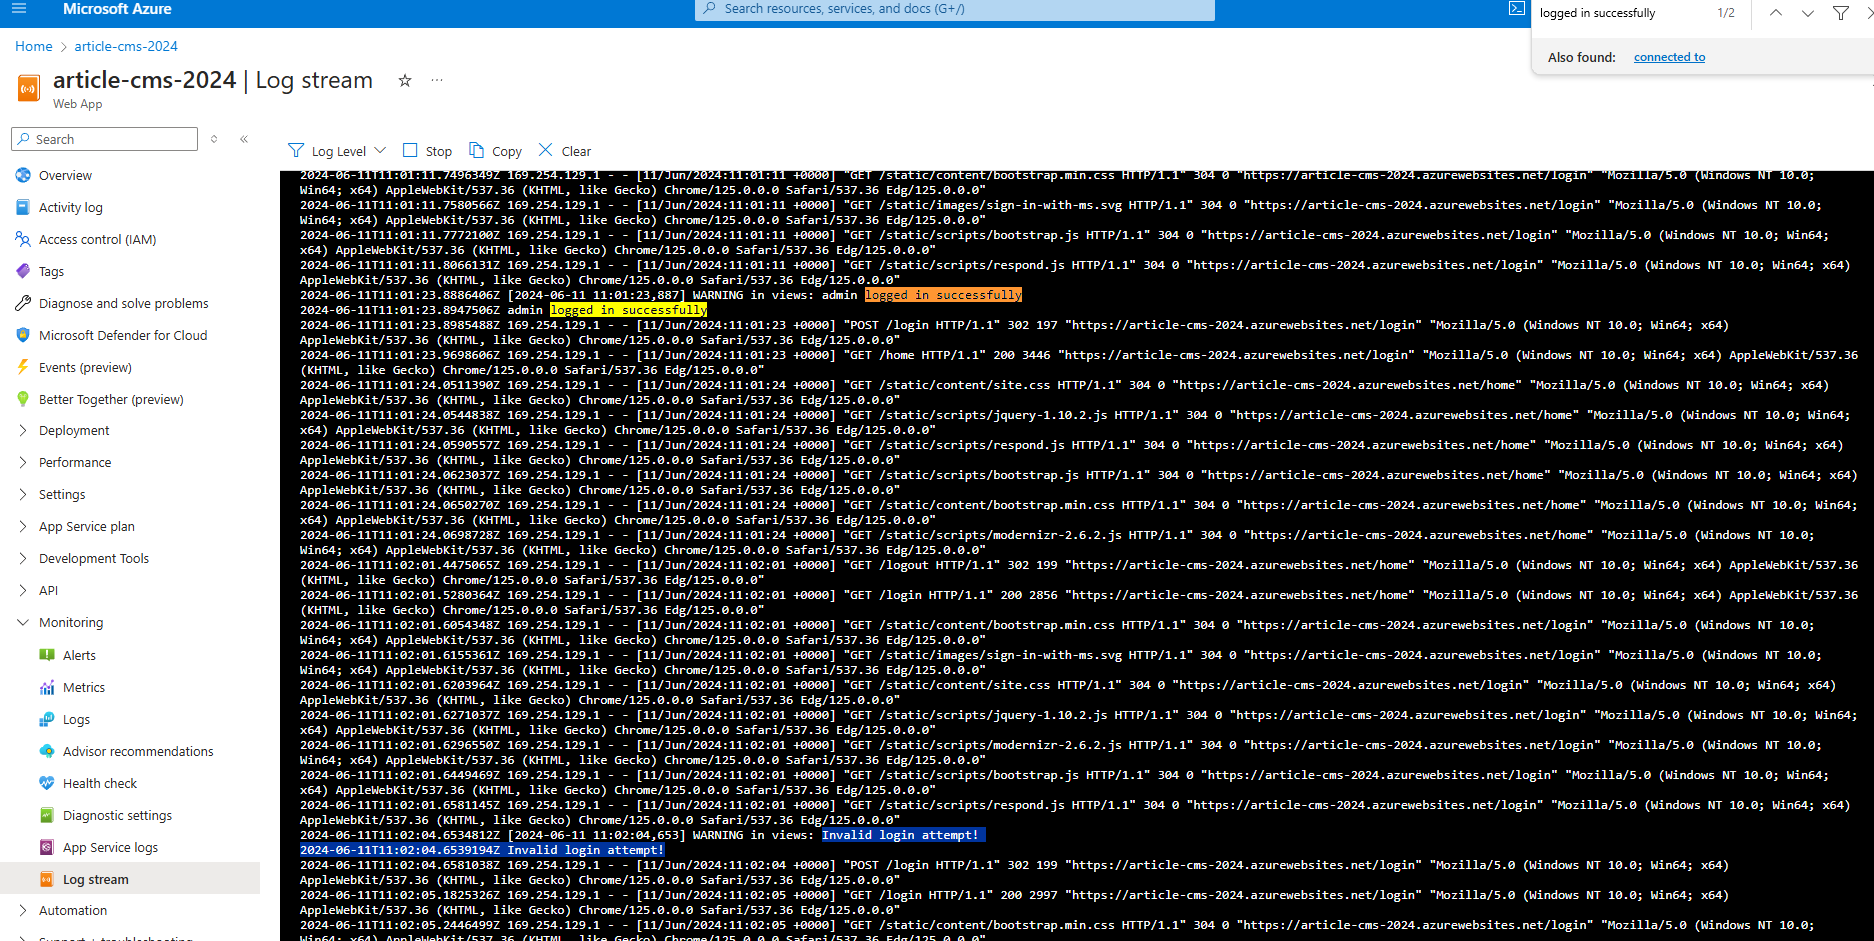 Microsoft Azure
Search resources, services, and docs (G+/)
logged in successfully
1/2
Also found: connected to
Home > article-cms-2024
article-cms-2024 | Log stream
Web App
Search
Log Level
Stop
Copy
Clear
Overview
Activity log
Access control (IAM)
Tags
Diagnose and solve problems
Microsoft Defender for Cloud
Events (preview)
Better Together (preview)
Deployment
Performance
Settings
App Service plan
Development Tools
API
Monitoring
Alerts
Metrics
Logs
Advisor recommendations
Health check
Diagnostic settings
App Service logs
Log stream
Automation
Support + troubleshooting
2024-06-11T11:01:11.7496349Z 169.254.129.1 - - [11/Jun/2024:11:01:11 +0000] "GET /static/content/bootstrap.min.css HTTP/1.1" 304 0 "https://article-cms-2024.azurewebsites.net/login" "Mozilla/5.0 (Windows NT 10.0;
Win64; x64) AppleWebKit/537.36 (KHTML, like Gecko) Chrome/125.0.0.0 Safari/537.36 Edg/125.0.0.0"
2024-06-11T11:01:11.7580566Z 169.254.129.1 - - [11/Jun/2024:11:01:11 +0000] "GET /static/images/sign-in-with-ms.svg HTTP/1.1" 304 0 "https://article-cms-2024.azurewebsites.net/login" "Mozilla/5.0 (Windows NT 10.0;
Win64; x64) AppleWebKit/537.36 (KHTML, like Gecko) Chrome/125.0.0.0 Safari/537.36 Edg/125.0.0.0"
2024-06-11T11:01:11.7772100Z 169.254.129.1 - - [11/Jun/2024:11:01:11 +0000] "GET /static/scripts/bootstrap.js HTTP/1.1" 304 0 "https://article-cms-2024.azurewebsites.net/login" "Mozilla/5.0 (Windows NT 10.0; Win64;
x64) AppleWebKit/537.36 (KHTML, like Gecko) Chrome/125.0.0.0 Safari/537.36 Edg/125.0.0.0"
2024-06-11T11:01:11.8066131Z 169.254.129.1 - - [11/Jun/2024:11:01:11 +0000] "GET /static/scripts/respond.js HTTP/1.1" 304 0 "https://article-cms-2024.azurewebsites.net/login" "Mozilla/5.0 (Windows NT 10.0; Win64; x64)
AppleWebKit/537.36 (KHTML, like Gecko) Chrome/125.0.0.0 Safari/537.36 Edg/125.0.0.0"
2024-06-11T11:01:23.8886406Z [2024-06-11 11:01:23,887] WARNING in views: admin logged in successfully
2024-06-11T11:01:23.8947506Z admin logged in successfully
2024-06-11T11:01:23.8985488Z 169.254.129.1 - - [11/Jun/2024:11:01:23 +0000] "POST /login HTTP/1.1" 302 197 "https://article-cms-2024.azurewebsites.net/login" "Mozilla/5.0 (Windows NT 10.0; Win64; x64)
AppleWebKit/537.36 (KHTML, like Gecko) Chrome/125.0.0.0 Safari/537.36 Edg/125.0.0.0"
2024-06-11T11:01:23.9698606Z 169.254.129.1 - - [11/Jun/2024:11:01:23 +0000] "GET /home HTTP/1.1" 200 3446 "https://article-cms-2024.azurewebsites.net/login" "Mozilla/5.0 (Windows NT 10.0; Win64; x64) AppleWebKit/537.36
(KHTML, like Gecko) Chrome/125.0.0.0 Safari/537.36 Edg/125.0.0.0"
2024-06-11T11:01:24.0511390Z 169.254.129.1 - - [11/Jun/2024:11:01:24 +0000] "GET /static/content/site.css HTTP/1.1" 304 0 "https://article-cms-2024.azurewebsites.net/home" "Mozilla/5.0 (Windows NT 10.0; Win64; x64)
AppleWebKit/537.36 (KHTML, like Gecko) Chrome/125.0.0.0 Safari/537.36 Edg/125.0.0.0"
2024-06-11T11:01:24.0544838Z 169.254.129.1 - - [11/Jun/2024:11:01:24 +0000] "GET /static/scripts/jquery-1.10.2.js HTTP/1.1" 304 0 "https://article-cms-2024.azurewebsites.net/home" "Mozilla/5.0 (Windows NT 10.0; Win64;
x64) AppleWebKit/537.36 (KHTML, like Gecko) Chrome/125.0.0.0 Safari/537.36 Edg/125.0.0.0"
2024-06-11T11:01:24.0590557Z 169.254.129.1 - - [11/Jun/2024:11:01:24 +0000] "GET /static/scripts/respond.js HTTP/1.1" 304 0 "https://article-cms-2024.azurewebsites.net/home" "Mozilla/5.0 (Windows NT 10.0; Win64; x64)
AppleWebKit/537.36 (KHTML, like Gecko) Chrome/125.0.0.0 Safari/537.36 Edg/125.0.0.0"
2024-06-11T11:01:24.0623037Z 169.254.129.1 - - [11/Jun/2024:11:01:24 +0000] "GET /static/scripts/bootstrap.js HTTP/1.1" 304 0 "https://article-cms-2024.azurewebsites.net/home" "Mozilla/5.0 (Windows NT 10.0; Win64; x64)
AppleWebKit/537.36 (KHTML, like Gecko) Chrome/125.0.0.0 Safari/537.36 Edg/125.0.0.0"
2024-06-11T11:01:24.0650270Z 169.254.129.1 - - [11/Jun/2024:11:01:24 +0000] "GET /static/content/bootstrap.min.css HTTP/1.1" 304 0 "https://article-cms-2024.azurewebsites.net/home" "Mozilla/5.0 (Windows NT 10.0; Win64;
x64) AppleWebKit/537.36 (KHTML, like Gecko) Chrome/125.0.0.0 Safari/537.36 Edg/125.0.0.0"
2024-06-11T11:01:24.0698728Z 169.254.129.1 - - [11/Jun/2024:11:01:24 +0000] "GET /static/scripts/modernizr-2.6.2.js HTTP/1.1" 304 0 "https://article-cms-2024.azurewebsites.net/home" "Mozilla/5.0 (Windows NT 10.0;
Win64; x64) AppleWebKit/537.36 (KHTML, like Gecko) Chrome/125.0.0.0 Safari/537.36 Edg/125.0.0.0"
2024-06-11T11:02:01.4475065Z 169.254.129.1 - - [11/Jun/2024:11:02:01 +0000] "GET /logout HTTP/1.1" 302 199 "https://article-cms-2024.azurewebsites.net/home" "Mozilla/5.0 (Windows NT 10.0; Win64; x64) AppleWebKit/537.36
(KHTML, like Gecko) Chrome/125.0.0.0 Safari/537.36 Edg/125.0.0.0"
2024-06-11T11:02:01.5280364Z 169.254.129.1 - - [11/Jun/2024:11:02:01 +0000] "GET /login HTTP/1.1" 200 2856 "https://article-cms-2024.azurewebsites.net/home" "Mozilla/5.0 (Windows NT 10.0; Win64; x64) AppleWebKit/537.36
(KHTML, like Gecko) Chrome/125.0.0.0 Safari/537.36 Edg/125.0.0.0"
2024-06-11T11:02:01.6054348Z 169.254.129.1 - - [11/Jun/2024:11:02:01 +0000] "GET /static/content/bootstrap.min.css HTTP/1.1" 304 0 "https://article-cms-2024.azurewebsites.net/login" "Mozilla/5.0 (Windows NT 10.0;
Win64; x64) AppleWebKit/537.36 (KHTML, like Gecko) Chrome/125.0.0.0 Safari/537.36 Edg/125.0.0.0"
2024-06-11T11:02:01.6155361Z 169.254.129.1 - - [11/Jun/2024:11:02:01 +0000] "GET /static/images/sign-in-with-ms.svg HTTP/1.1" 304 0 "https://article-cms-2024.azurewebsites.net/login" "Mozilla/5.0 (Windows NT 10.0;
Win64; x64) AppleWebKit/537.36 (KHTML, like Gecko) Chrome/125.0.0.0 Safari/537.36 Edg/125.0.0.0"
2024-06-11T11:02:01.6203964Z 169.254.129.1 - - [11/Jun/2024:11:02:01 +0000] "GET /static/content/site.css HTTP/1.1" 304 0 "https://article-cms-2024.azurewebsites.net/login" "Mozilla/5.0 (Windows NT 10.0; Win64; x64)
AppleWebKit/537.36 (KHTML, like Gecko) Chrome/125.0.0.0 Safari/537.36 Edg/125.0.0.0"
2024-06-11T11:02:01.6271037Z 169.254.129.1 - - [11/Jun/2024:11:02:01 +0000] "GET /static/scripts/jquery-1.10.2.js HTTP/1.1" 304 0 "https://article-cms-2024.azurewebsites.net/login" "Mozilla/5.0 (Windows NT 10.0; Win64;
x64) AppleWebKit/537.36 (KHTML, like Gecko) Chrome/125.0.0.0 Safari/537.36 Edg/125.0.0.0"
2024-06-11T11:02:01.6296550Z 169.254.129.1 - - [11/Jun/2024:11:02:01 +0000] "GET /static/scripts/modernizr-2.6.2.js HTTP/1.1" 304 0 "https://article-cms-2024.azurewebsites.net/login" "Mozilla/5.0 (Windows NT 10.0;
Win64; x64) AppleWebKit/537.36 (KHTML, like Gecko) Chrome/125.0.0.0 Safari/537.36 Edg/125.0.0.0"
2024-06-11T11:02:01.6449469Z 169.254.129.1 - - [11/Jun/2024:11:02:01 +0000] "GET /static/scripts/bootstrap.js HTTP/1.1" 304 0 "https://article-cms-2024.azurewebsites.net/login" "Mozilla/5.0 (Windows NT 10.0; Win64;
x64) AppleWebKit/537.36 (KHTML, like Gecko) Chrome/125.0.0.0 Safari/537.36 Edg/125.0.0.0"
2024-06-11T11:02:01.6581145Z 169.254.129.1 - - [11/Jun/2024:11:02:01 +0000] "GET /static/scripts/respond.js HTTP/1.1" 304 0 "https://article-cms-2024.azurewebsites.net/login" "Mozilla/5.0 (Windows NT 10.0; Win64; x64)
AppleWebKit/537.36 (KHTML, like Gecko) Chrome/125.0.0.0 Safari/537.36 Edg/125.0.0.0"
2024-06-11T11:02:04.6534812Z [2024-06-11 11:02:04,653] WARNING in views: Invalid login attempt!
2024-06-11T11:02:04.6539194Z Invalid login attempt!
2024-06-11T11:02:04.6581038Z 169.254.129.1 - - [11/Jun/2024:11:02:04 +0000] "POST /login HTTP/1.1" 302 199 "https://article-cms-2024.azurewebsites.net/login" "Mozilla/5.0 (Windows NT 10.0; Win64; x64)
AppleWebKit/537.36 (KHTML, like Gecko) Chrome/125.0.0.0 Safari/537.36 Edg/125.0.0.0"
2024-06-11T11:02:05.1825326Z 169.254.129.1 - - [11/Jun/2024:11:02:05 +0000] "GET /login HTTP/1.1" 200 2997 "https://article-cms-2024.azurewebsites.net/login" "Mozilla/5.0 (Windows NT 10.0; Win64; x64)
AppleWebKit/537.36 (KHTML, like Gecko) Chrome/125.0.0.0 Safari/537.36 Edg/125.0.0.0"
2024-06-11T11:02:05.2446499Z 169.254.129.1 - - [11/Jun/2024:11:02:05 +0000] "GET /static/content/bootstrap.min.css HTTP/1.1" 304 0 "https://article-cms-2024.azurewebsites.net/login" "Mozilla/5.0 (Windows NT 10.0;
Win64; x64) AppleWebKit/537.36 (KHTML, like Gecko) Chrome/125.0.0.0 Safari/537.36 Edg/125.0.0.0"